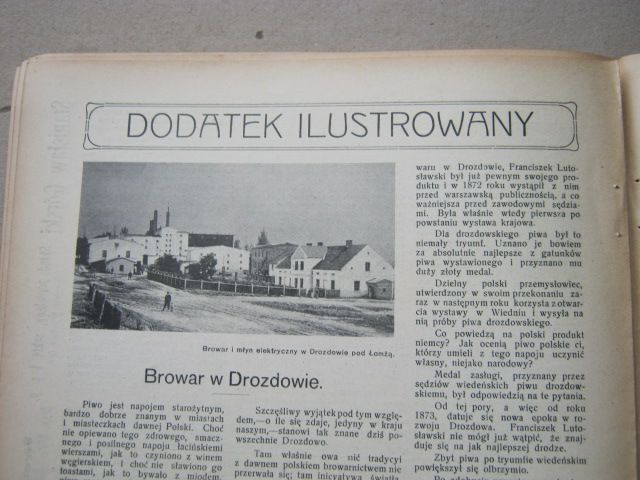 DODATEK ILUSTROWANY
Browar i młyn elektryczny w Drozdowie pod Łomżą.
Browar w Drozdowie.
Piwo jest napojem starożytnym,
bardzo dobrze znanym w miastach
i miasteczkach dawnej Polski. Choć
nie opiewano tego zdrowego, smacz-
nego i posilnego napoju łacińskiemi
wierszami, jak to czyniono z winem
węgierskiem, i choć nie sławiono go
toastami, jak to bywało z miodem,
Szczęśliwy wyjątek pod tym wzglę-
dem,—o ile się zdaje, jedyny w kraju
naszym,—stanowi tak znane dziś po-
wszechnie Drozdowo.
Tam właśnie owa nić tradycyi
z dawnem polskiem browarnictwem nie
przerwała się; tam inicyatywa światła
waru w Drozdowie, Franciszek Luto-
sławski był już pewnym swojego pro-
duktu i w 1872 roku wystąpił z nim
przed warszawską publicznością, a co
ważniejsza przed zawodowymi sędzia-
mi. Była właśnie wtedy pierwsza po
powstaniu wystawa krajowa.
Dla drozdowskiego piwa był to
niemały tryumf. Uznano je bowiem
za absolutnie najlepsze z gatunków
piwa wystawionego i przyznano mu
duży złoty medal.
Dzielny polski przemysłowiec,
utwierdzony w swoim przekonaniu za-
raz w następnym roku korzysta z otwar-
cia wystawy w Wiedniu i wysyła na
nią próby piwa drozdowskiego.
Co powiedzą na polski produkt
niemcy? Jak ocenią piwo polskie ci,
którzy umieli z tego napoju uczynić
własny, niejako narodowy?
Medal zasługi, przyznany przez
sędziów wiedeńskich piwu drozdow-
skiemu, był odpowiedzią na te pytania.
Od tej pory, a więc od roku
1873, datuje się nowa epoka w ro-
zwoju Drozdowa. Franciszek Luto-
sławski nie mógł już wątpić, że znaj-
duje się na jak najlepszej drodze.
Zbyt piwa po tryumfie wiedeńskim
powiększył się olbrzymio.